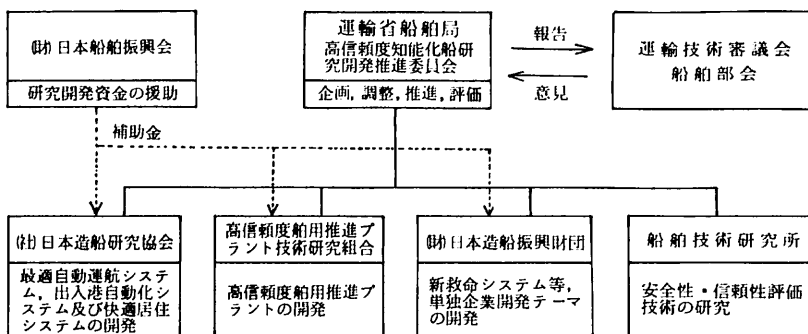 (財)日本船舶振興会
研究開発資金の援助
運輸省船舶局
高信頼度知能化船研
究開発推進委員会
企画,調整,推進,評価
報告
意見
運輸技術審議会
船舶部会
補助金
(社)日本造船研究協会
最適自動運航システ
ム,出入港自動化シ
ステム及び快適居住
システムの開発
高信頼度舶用推進プ
ラント技術研究組合
高信頼度舶用推進プ
ラントの開発
(財)日本造船振興財団
新救命システム等,
単独企業開発テーマ
の開発
船舶技術研究所
安全性・信頼性評価
技術の研究